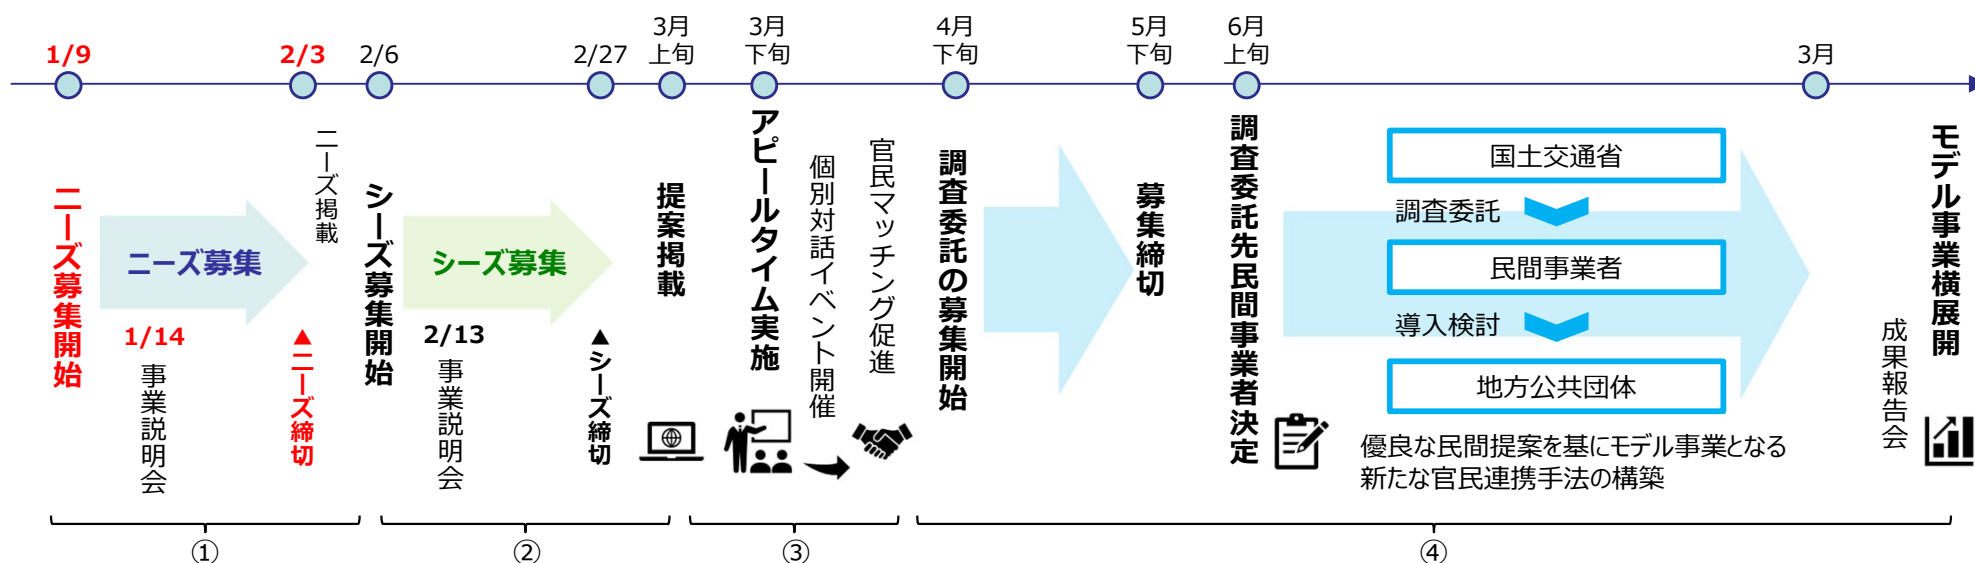 1/9
2/3
2/6
2/27
3月
上旬
3月
下旬
4月
下旬
5月
下旬
6月
上旬
3月
ニーズ募集開始
ニーズ募集
1/14
事業説明会
ニーズ掲載
▲ニーズ締切
シーズ募集開始
シーズ募集
2/13
事業説明会
▲シーズ締切
提案掲載
アピールタイム実施
個別対話イベント開催
官民マッチング促進
調査委託の募集開始
募集締切
調査委託先民間事業者決定
国土交通省
調査委託
民間事業者
導入検討
地方公共団体
優良な民間提案を基にモデル事業となる
新たな官民連携手法の構築
成果報告会
モデル事業横展開
①
②
③
④